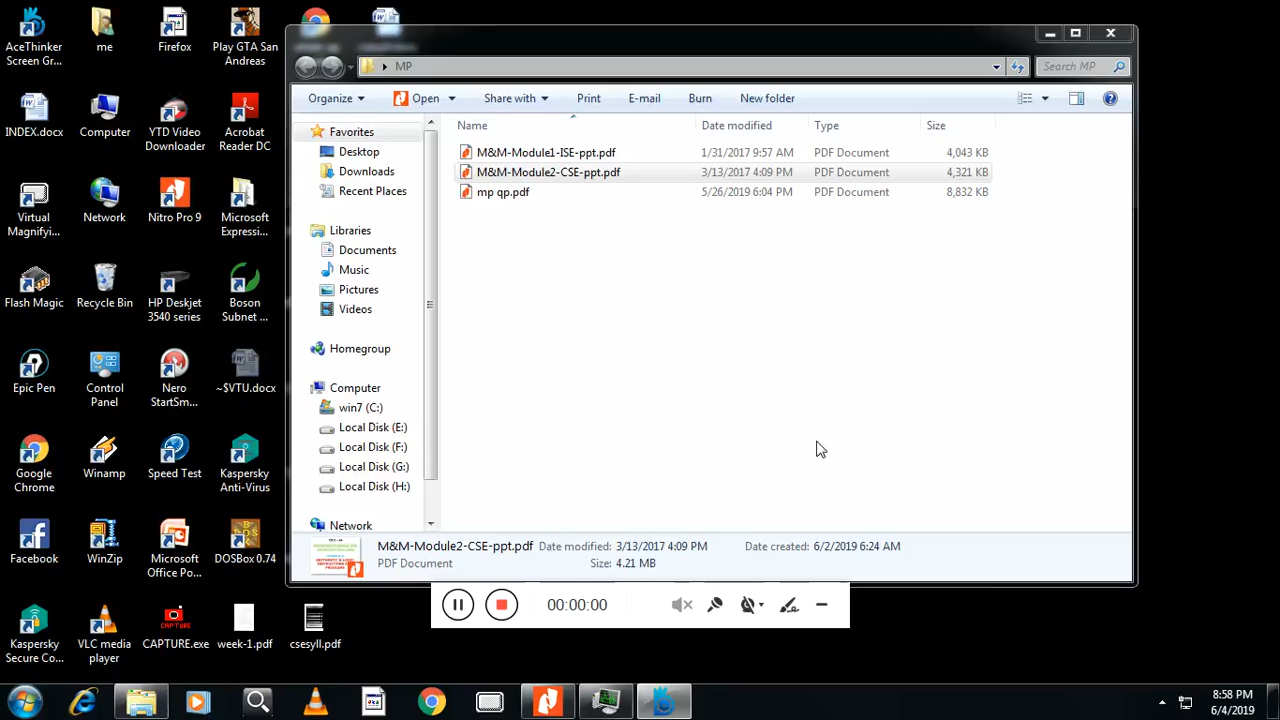 AceThinker
Screen Gr...
me
Firefox
Play GTA San
Andreas
INDEX.docx
Computer
YTD Video
Downloader
Acrobat
Reader DC
Virtual
Magnifyi...
Network
Nitro Pro 9
Microsoft
Expressi...
Flash Magic
Recycle Bin
HP Deskjet
3540 series
Boson
Subnet ...
Epic Pen
Control
Panel
Nero
StartSm...
~$VTU.docx
Google
Chrome
Winamp
Speed Test
Kaspersky
Anti-Virus
Facebook
WinZip
Microsoft
Office Po...
DOSBox 0.74
Kaspersky
Secure Co...
VLC media
player
CAPTURE
CAPTURE.exe
week-1.pdf
csesyll.pdf
MP
Search MP
Organize
Open
Share with
Print
E-mail
Burn
New folder
Favorites
Desktop
Downloads
Recent Places
Libraries
Documents
Music
Pictures
Videos
Homegroup
Computer
win7 (C:)
Local Disk (E:)
Local Disk (F:)
Local Disk (G:)
Local Disk (H:)
Network
Name Date modified Type Size
M&M-Module1-ISE-ppt.pdf 1/31/2017 9:57 AM PDF Document 4,043 KB
M&M-Module2-CSE-ppt.pdf 3/13/2017 4:09 PM PDF Document 4,321 KB
mp qp.pdf 5/26/2019 6:04 PM PDF Document 8,832 KB
M&M-Module2-CSE-ppt.pdf Date modified: 3/13/2017 4:09 PM Date created: 6/2/2019 6:24 AM
PDF Document Size: 4.21 MB
00:00:00
8:58 PM
6/4/2019